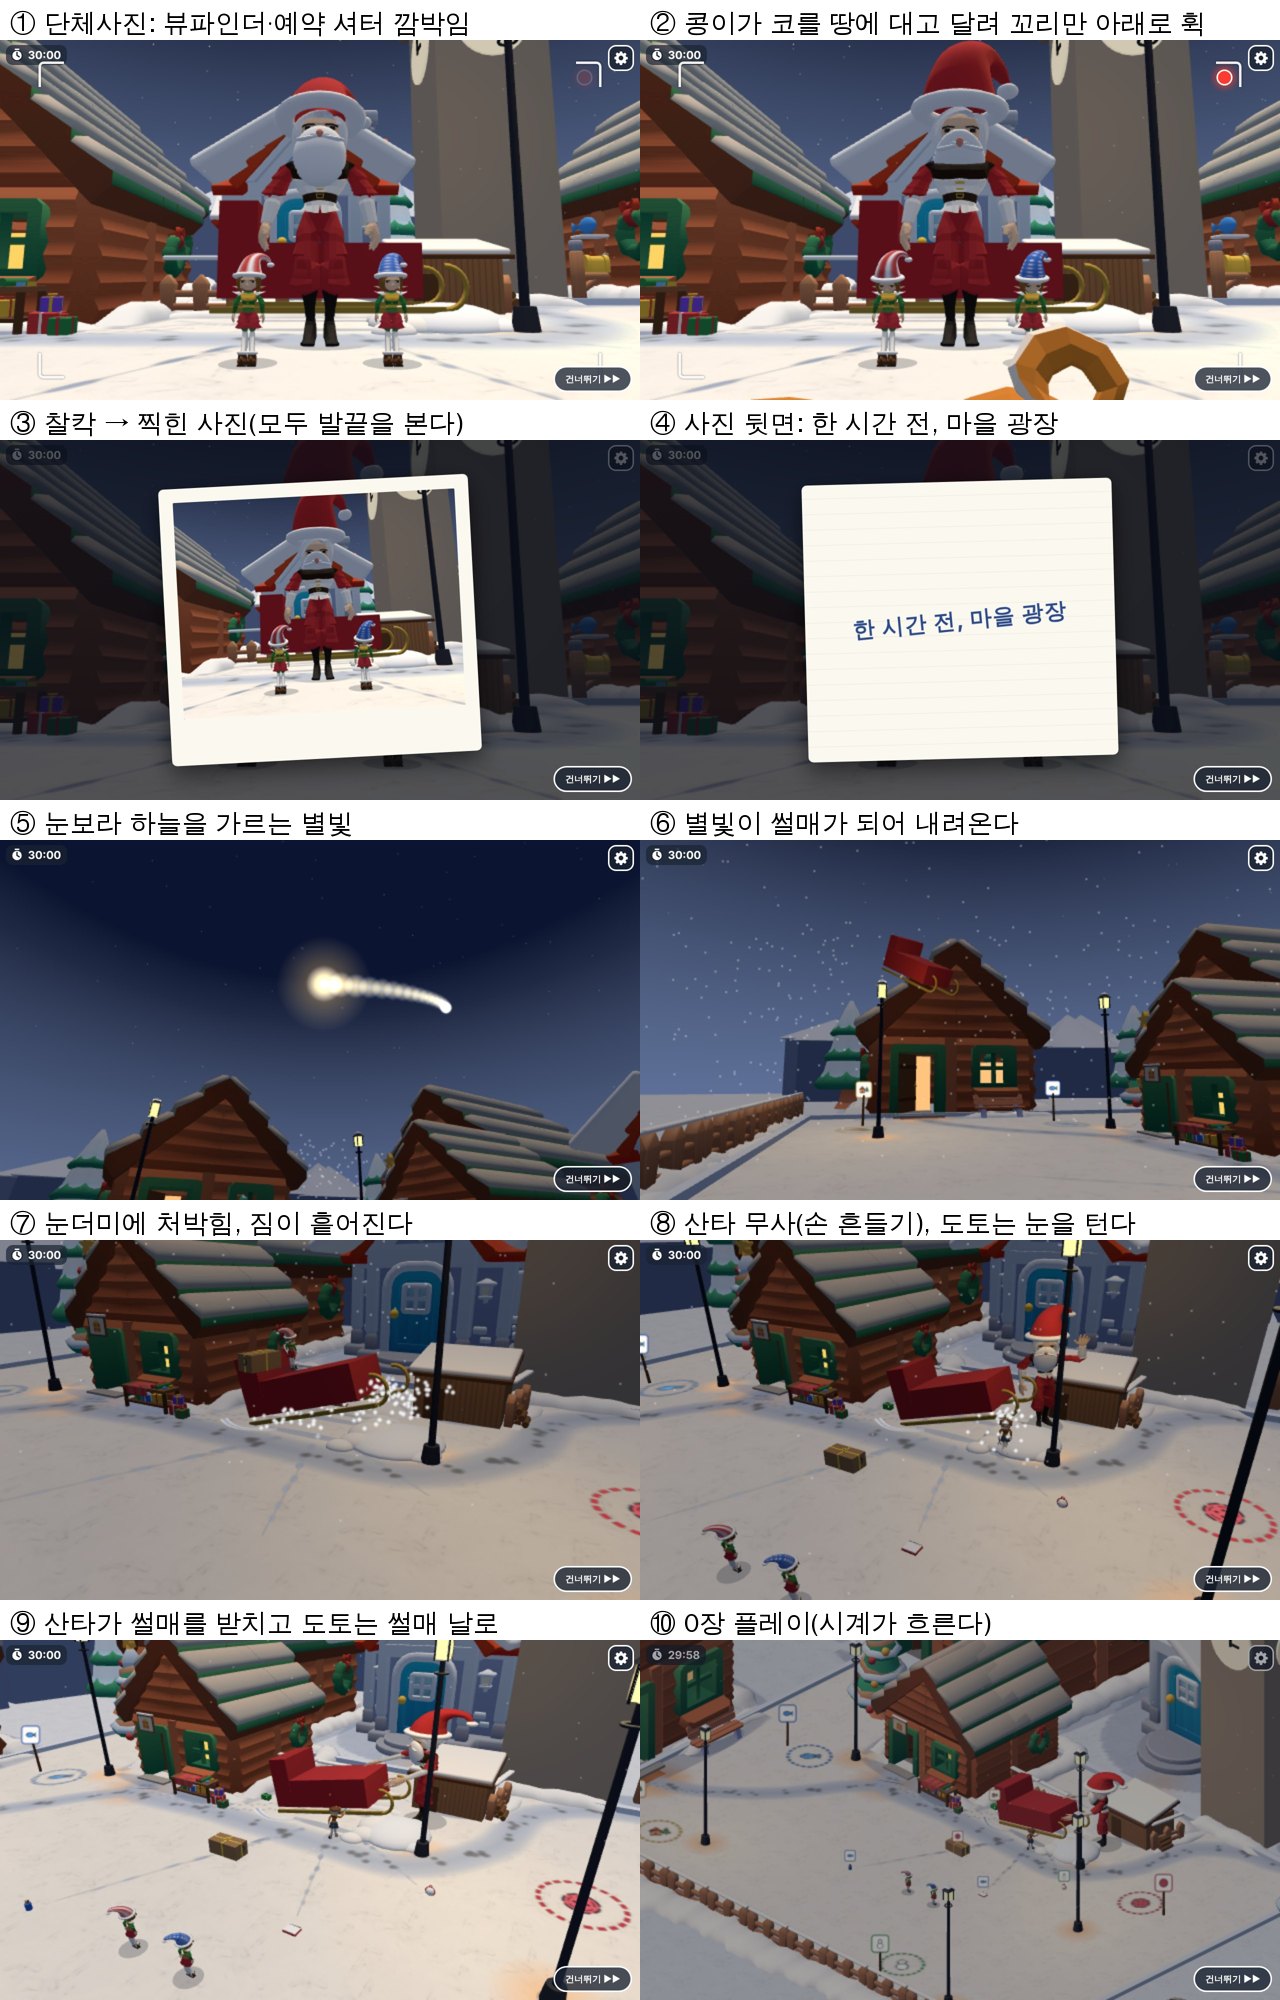 ① 단체사진: 뷰파인더·예약 셔터 깜박임
30:00
건너뛰기 ▶▶
② 콩이가 코를 땅에 대고 달려 꼬리만 아래로 휙
30:00
건너뛰기 ▶▶
③ 찰칵 → 찍힌 사진(모두 발끝을 본다)
30:00
건너뛰기 ▶▶
④ 사진 뒷면: 한 시간 전, 마을 광장
30:00
한 시간 전, 마을 광장
건너뛰기 ▶▶
⑤ 눈보라 하늘을 가르는 별빛
30:00
건너뛰기 ▶▶
⑥ 별빛이 썰매가 되어 내려온다
30:00
건너뛰기 ▶▶
⑦ 눈더미에 처박힘, 짐이 흩어진다
30:00
건너뛰기 ▶▶
⑧ 산타 무사(손 흔들기), 도토는 눈을 턴다
30:00
건너뛰기 ▶▶
⑨ 산타가 썰매를 받치고 도토는 썰매 날로
30:00
건너뛰기 ▶▶
⑩ 0장 플레이(시계가 흐른다)
29:58
건너뛰기 ▶▶